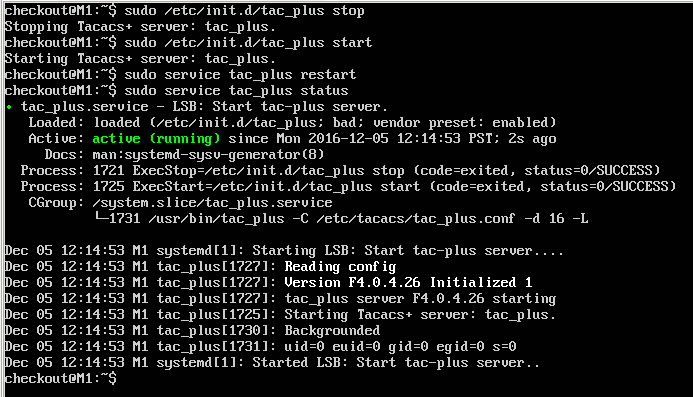 checkout@M1:~$ sudo /etc/init.d/tac_plus stop
Stopping Tacacs+ server: tac_plus.
checkout@M1:~$ sudo /etc/init.d/tac_plus start
Starting Tacacs+ server: tac_plus.
checkout@M1:~$ sudo service tac_plus restart
checkout@M1:~$ sudo service tac_plus status
• tac_plus.service - LSB: Start tac-plus server.
   Loaded: loaded (/etc/init.d/tac_plus; bad; vendor preset: enabled)
   Active: active (running) since Mon 2016-12-05 12:14:53 PST; 2s ago
     Docs: man:systemd-sysv-generator(8)
  Process: 1721 ExecStop=/etc/init.d/tac_plus stop (code=exited, status=0/SUCCESS)
  Process: 1725 ExecStart=/etc/init.d/tac_plus start (code=exited, status=0/SUCCESS)
   CGroup: /system.slice/tac_plus.service
           └─1731 /usr/bin/tac_plus -C /etc/tacacs/tac_plus.conf -d 16 -L
Dec 05 12:14:53 M1 systemd[1]: Starting LSB: Start tac-plus server....
Dec 05 12:14:53 M1 tac_plus[1727]: Reading config
Dec 05 12:14:53 M1 tac_plus[1727]: Version F4.0.4.26 Initialized 1
Dec 05 12:14:53 M1 tac_plus[1727]: tac_plus server F4.0.4.26 starting
Dec 05 12:14:53 M1 tac_plus[1725]: Starting Tacacs+ server: tac_plus.
Dec 05 12:14:53 M1 tac_plus[1730]: Backgrounded
Dec 05 12:14:53 M1 tac_plus[1731]: uid=0 euid=0 gid=0 egid=0 s=0
Dec 05 12:14:53 M1 systemd[1]: Started LSB: Start tac-plus server..
checkout@M1:~$